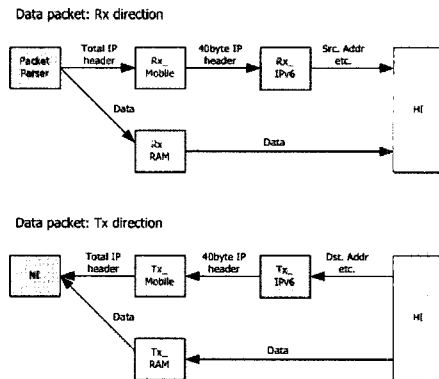 Data packet: Rx direction
Total IP
header
40byte IP
header
Src. Addr
etc.
Packet
Parser
Rx_
Mobile
Rx_
IPv6
HI
Data
Rx
RAM
Data
Data packet: Tx direction
Total IP
header
40byte IP
header
Dst. Addr
etc.
NI
Tx_
Mobile
Tx_
IPv6
HI
Data
Tx_
RAM
Data